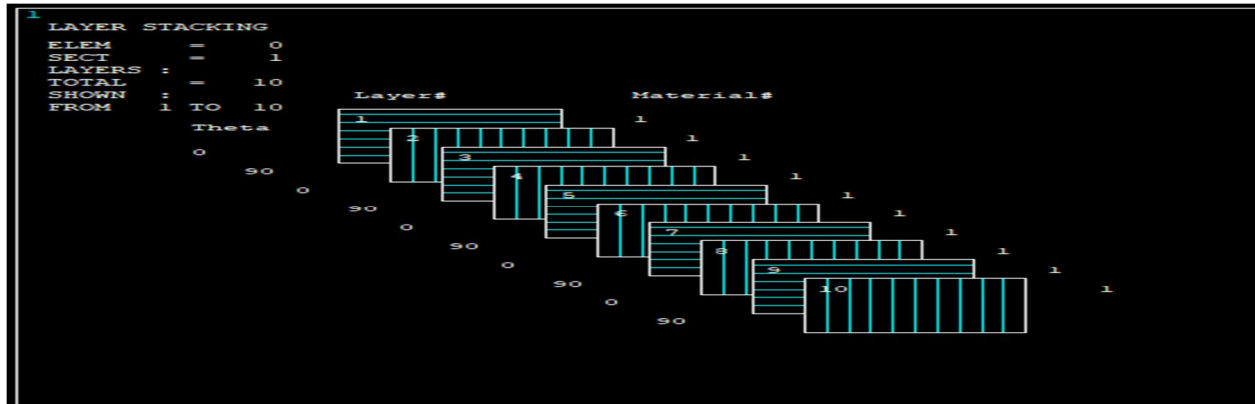 1
LAYER STACKING
ELEM = 0
SECT = 1
LAYERS :
TOTAL = 10
SHOWN :
FROM 1 TO 10
Layer# Material#
Theta
1 1
2 1
0
3 1
90
4 1
0
5 1
90
6 1
0
7 1
90
8 1
0
9 1
90
10 1
0
90